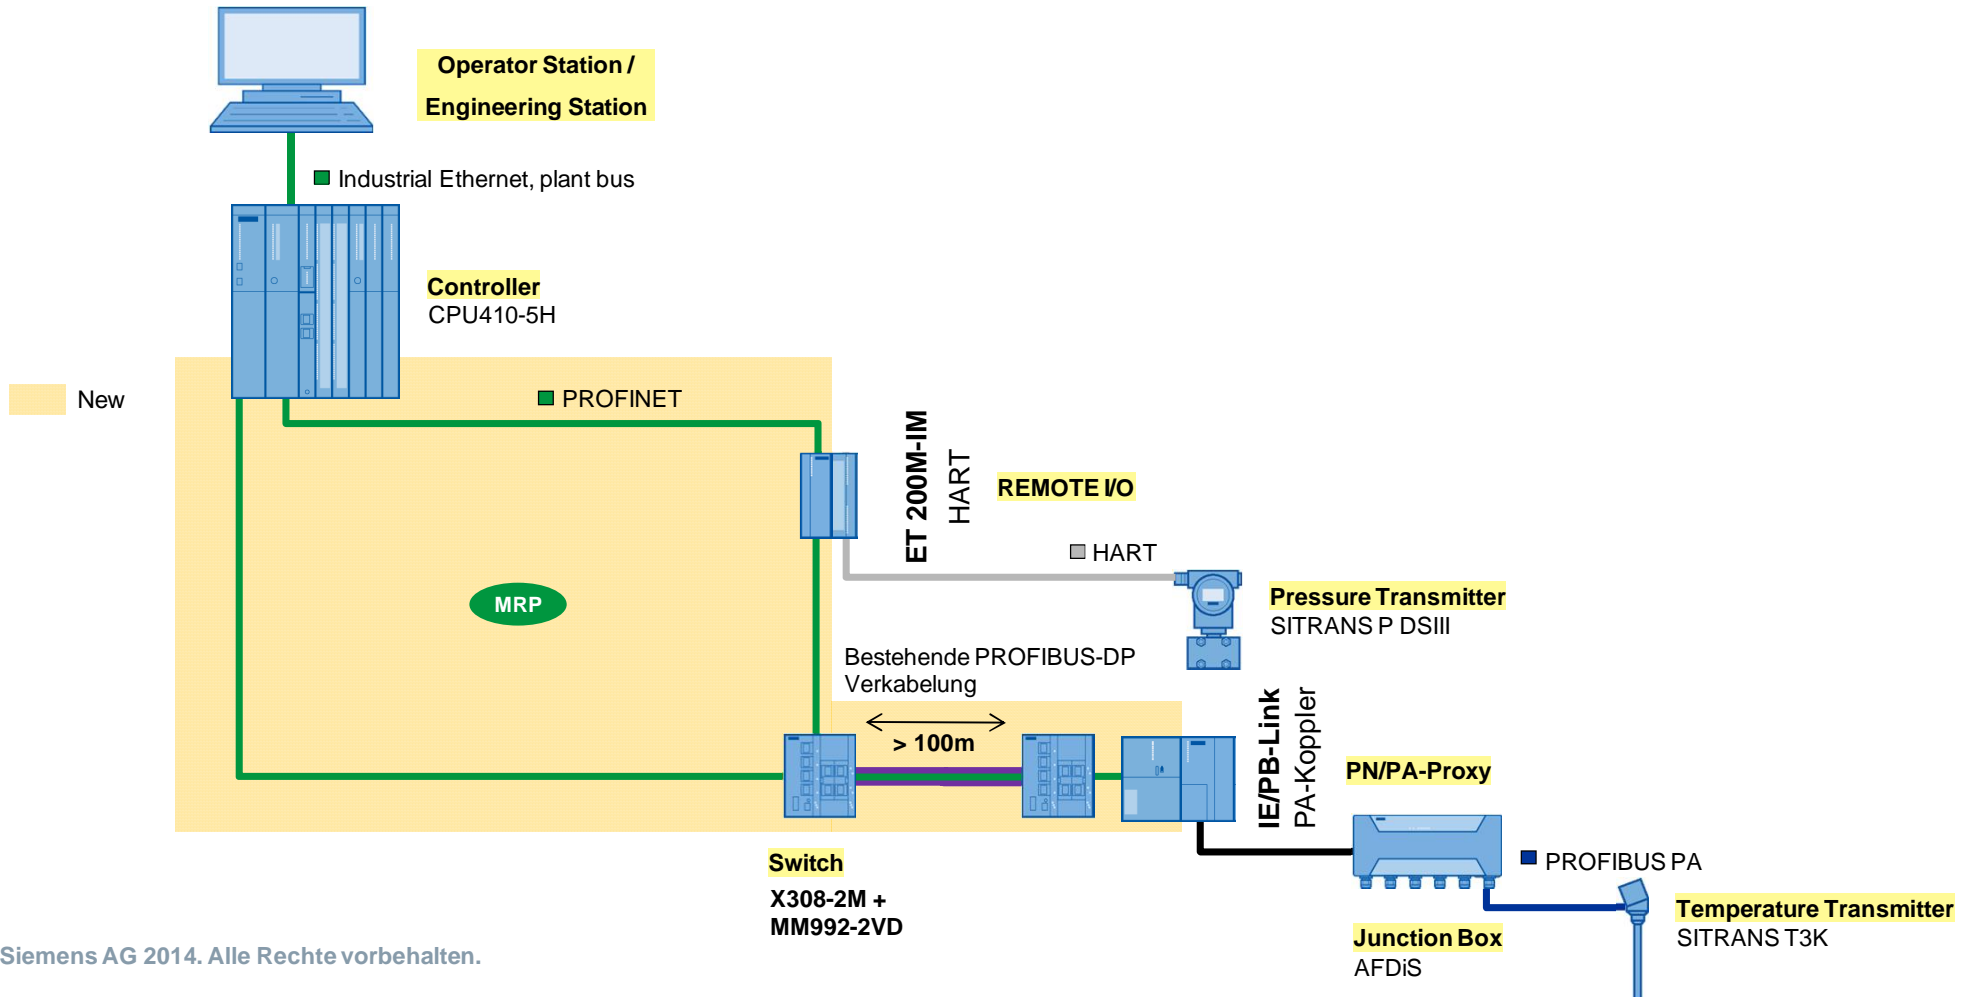 Operator Station /
Engineering Station
Industrial Ethernet, plant bus
Controller
CPU410-5H
New
PROFINET
ET 200M-IM
HART
REMOTE I/O
HART
MRP
Pressure Transmitter
SITRANS P DSIII
Bestehende PROFIBUS-DP
Verkabelung
> 100m
IE/PB-Link
PA-Koppler
PN/PA-Proxy
Switch
X308-2M +
MM992-2VD
PROFIBUS PA
Temperature Transmitter
SITRANS T3K
Junction Box
AFDiS
Siemens AG 2014. Alle Rechte vorbehalten.